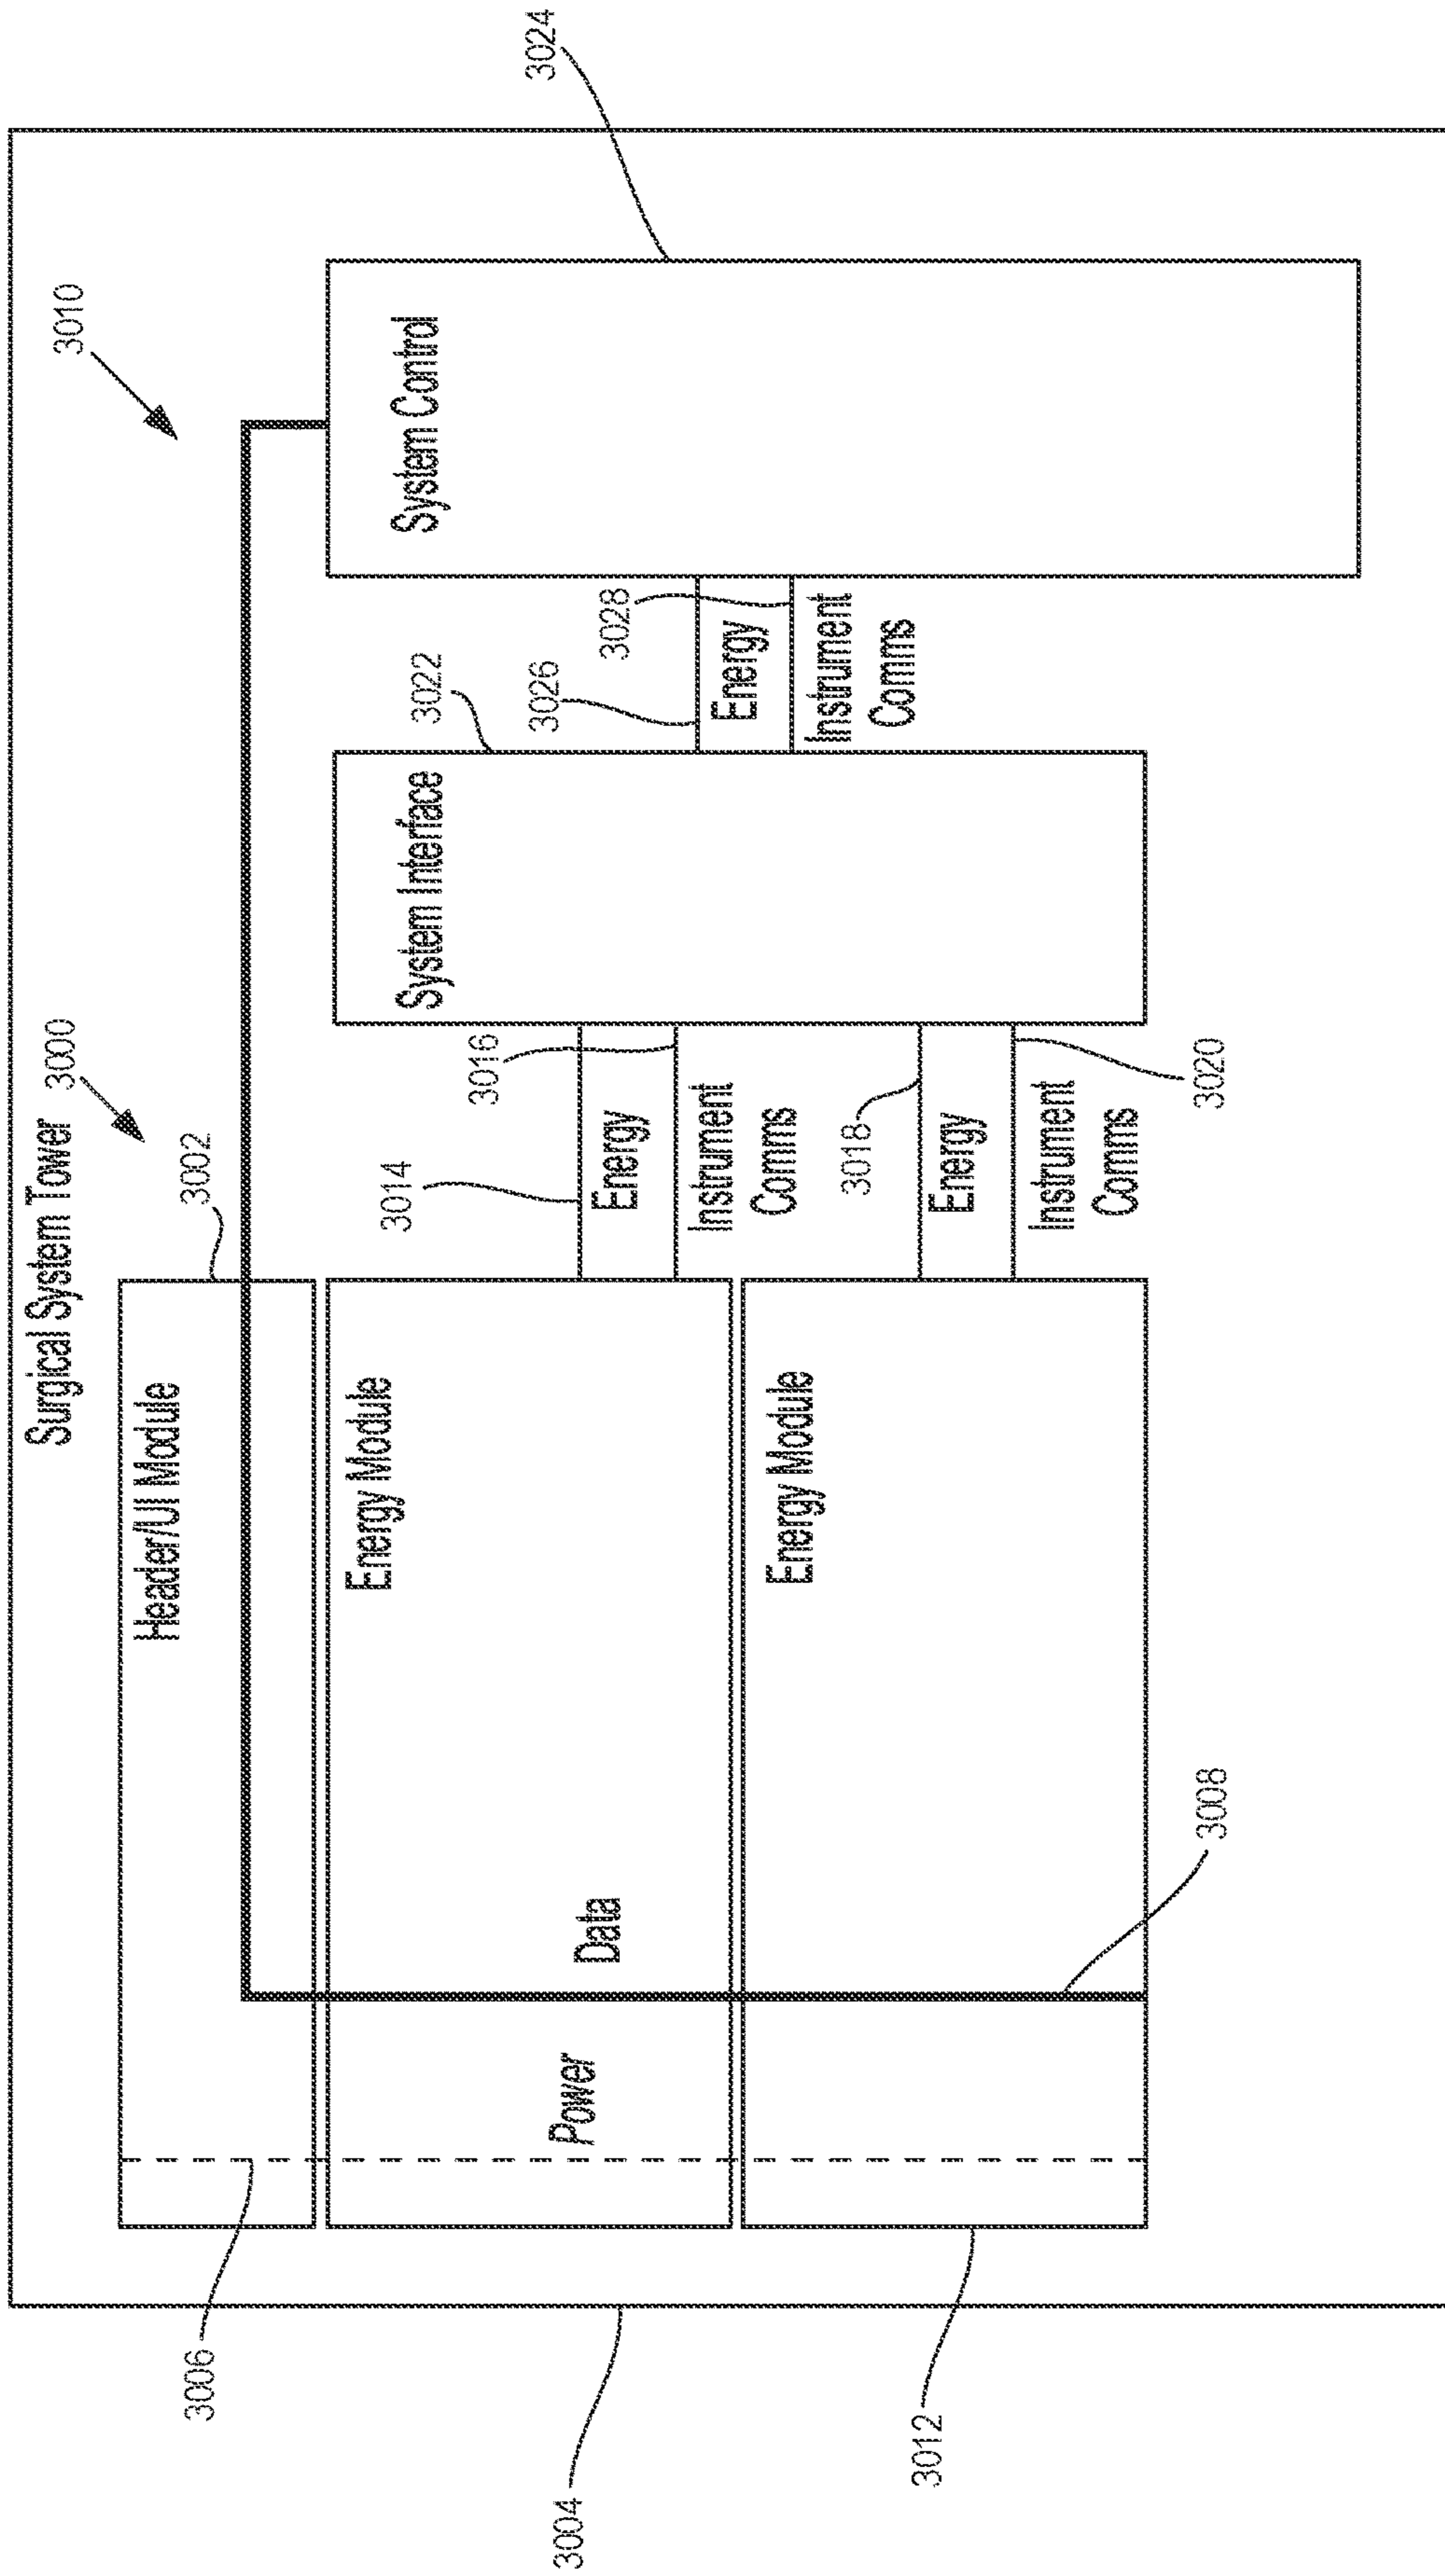 Surgical System Tower
3000
3010
3002
3006
Header/UI Module
3004
Energy Module
Power
Data
3014
Energy
3016
Instrument
Comms
System Interface
3022
3026
Energy
3028
Instrument
Comms
System Control
3024
Energy Module
3012
3018
Energy
Instrument
Comms
3020
3008